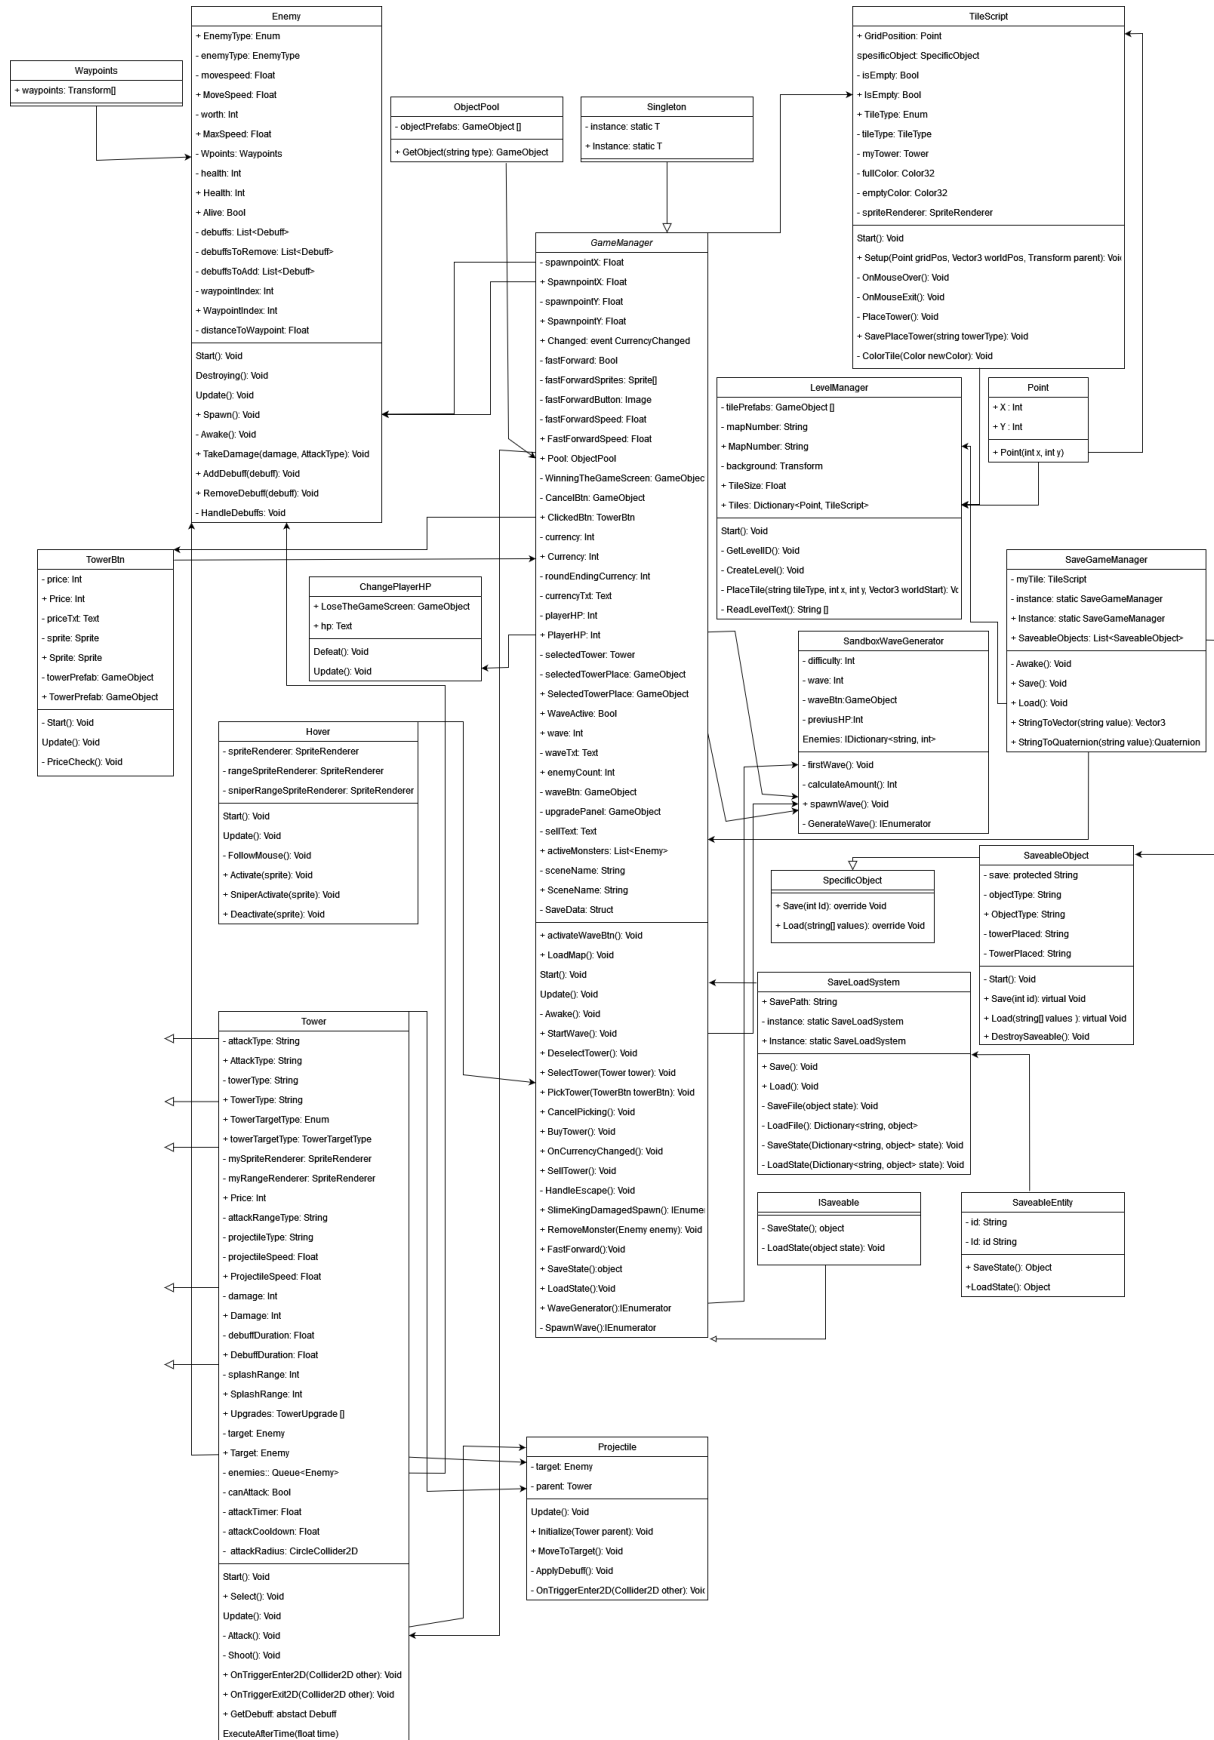 Enemy
+ EnemyType: Enum
- enemyType: EnemyType
- movespeed: Float
+ MoveSpeed: Float
- worth: Int
+ MaxSpeed: Float
- Wpoints: Waypoints
- health: Int
+ Health: Int
+ Alive: Bool
- debuffs: List<Debuff>
- debuffsToRemove: List<Debuff>
- debuffsToAdd: List<Debuff>
- waypointIndex: Int
+ WaypointIndex: Int
- distanceToWaypoint: Float
Start(): Void
Destroying(): Void
Update(): Void
+ Spawn(): Void
- Awake(): Void
+ TakeDamage(damage, AttackType): Void
+ AddDebuff(debuff): Void
+ RemoveDebuff(debuff): Void
- HandleDebuffs: Void
Waypoints
+ waypoints: Transform[]
ObjectPool
- objectPrefabs: GameObject []
+ GetObject(string type): GameObject
Singleton
- instance: static T
+ Instance: static T
TileScript
+ GridPosition: Point
spesificObject: SpecificObject
- isEmpty: Bool
+ IsEmpty: Bool
+ TileType: Enum
- tileType: TileType
- myTower: Tower
- fullColor: Color32
- emptyColor: Color32
- spriteRenderer: SpriteRenderer
Start(): Void
+ Setup(Point gridPos, Vector3 worldPos, Transform parent): Voi
- OnMouseOver(): Void
- OnMouseExit(): Void
- PlaceTower(): Void
+ SavePlaceTower(string towerType): Void
- ColorTile(Color newColor): Void
GameManager
- spawnpointX: Float
+ SpawnpointX: Float
- spawnpointY: Float
+ SpawnpointY: Float
+ Changed: event CurrencyChanged
- fastForward: Bool
- fastForwardSprites: Sprite[]
- fastForwardButton: Image
- fastForwardSpeed: Float
+ FastForwardSpeed: Float
+ Pool: ObjectPool
- WinningTheGameScreen: GameObjec
- CancelBtn: GameObject
+ ClickedBtn: TowerBtn
- currency: Int
+ Currency: Int
- roundEndingCurrency: Int
- currencyTxt: Text
- playerHP: Int
+ PlayerHP: Int
- selectedTower: Tower
- selectedTowerPlace: GameObject
+ SelectedTowerPlace: GameObject
+ WaveActive: Bool
+ wave: Int
- waveTxt: Text
+ enemyCount: Int
- waveBtn: GameObject
- upgradePanel: GameObject
- sellText: Text
+ activeMonsters: List<Enemy>
- sceneName: String
+ SceneName: String
- SaveData: Struct
+ activateWaveBtn(): Void
+ LoadMap(): Void
Start(): Void
Update(): Void
- Awake(): Void
+ StartWave(): Void
+ DeselectTower(): Void
+ SelectTower(Tower tower): Void
+ PickTower(TowerBtn towerBtn): Void
+ CancelPicking(): Void
+ BuyTower(): Void
+ OnCurrencyChanged(): Void
+ SellTower(): Void
- HandleEscape(): Void
+ SlimeKingDamagedSpawn(): IEnume
+ RemoveMonster(Enemy enemy): Void
+ FastForward():Void
+ SaveState():object
+ LoadState():Void
+ WaveGenerator():IEnumerator
- SpawnWave():IEnumerator
LevelManager
- tilePrefabs: GameObject []
- mapNumber: String
+ MapNumber: String
- background: Transform
+ TileSize: Float
+ Tiles: Dictionary<Point, TileScript>
Start(): Void
- GetLevelID(): Void
- CreateLevel(): Void
- PlaceTile(string tileType, int x, int y, Vector3 worldStart): Vo
- ReadLevelText(): String []
Point
+ X : Int
+ Y : Int
+ Point(int x, int y)
TowerBtn
- price: Int
+ Price: Int
- priceTxt: Text
- sprite: Sprite
+ Sprite: Sprite
- towerPrefab: GameObject
+ TowerPrefab: GameObject
- Start(): Void
Update(): Void
- PriceCheck(): Void
ChangePlayerHP
+ LoseTheGameScreen: GameObject
+ hp: Text
Defeat(): Void
Update(): Void
SaveGameManager
- myTile: TileScript
- instance: static SaveGameManager
+ Instance: static SaveGameManager
+ SaveableObjects: List<SaveableObject>
- Awake(): Void
+ Save(): Void
+ Load(): Void
+ StringToVector(string value): Vector3
+ StringToQuaternion(string value):Quaternion
SandboxWaveGenerator
- difficulty: Int
- wave: Int
- waveBtn:GameObject
- previusHP:Int
Enemies: IDictionary<string, int>
- firstWave(): Void
- calculateAmount(): Int
+ spawnWave(): Void
- GenerateWave(): IEnumerator
Hover
- spriteRenderer: SpriteRenderer
- rangeSpriteRenderer: SpriteRenderer
- sniperRangeSpriteRenderer: SpriteRenderer
Start(): Void
Update(): Void
- FollowMouse(): Void
+ Activate(sprite): Void
+ SniperActivate(sprite): Void
+ Deactivate(sprite): Void
SpecificObject
+ Save(int Id): override Void
+ Load(string[] values): override Void
SaveableObject
- save: protected String
- objectType: String
+ ObjectType: String
- towerPlaced: String
- TowerPlaced: String
- Start(): Void
+ Save(int id): virtual Void
+ Load(string[] values ): virtual Void
+ DestroySaveable(): Void
SaveLoadSystem
+ SavePath: String
- instance: static SaveLoadSystem
+ Instance: static SaveLoadSystem
+ Save(): Void
+ Load(): Void
- SaveFile(object state): Void
- LoadFile(): Dictionary<string, object>
- SaveState(Dictionary<string, object> state): Void
- LoadState(Dictionary<string, object> state): Void
Tower
- attackType: String
+ AttackType: String
- towerType: String
+ TowerType: String
+ TowerTargetType: Enum
+ towerTargetType: TowerTargetType
- mySpriteRenderer: SpriteRenderer
- myRangeRenderer: SpriteRenderer
+ Price: Int
- attackRangeType: String
- projectileType: String
- projectileSpeed: Float
+ ProjectileSpeed: Float
- damage: Int
+ Damage: Int
- debuffDuration: Float
+ DebuffDuration: Float
- splashRange: Int
+ SplashRange: Int
+ Upgrades: TowerUpgrade []
- target: Enemy
+ Target: Enemy
- enemies:: Queue<Enemy>
- canAttack: Bool
- attackTimer: Float
- attackCooldown: Float
- attackRadius: CircleCollider2D
Start(): Void
+ Select(): Void
Update(): Void
- Attack(): Void
- Shoot(): Void
+ OnTriggerEnter2D(Collider2D other): Void
+ OnTriggerExit2D(Collider2D other): Void
+ GetDebuff: abstact Debuff
ExecuteAfterTime(float time)
ISaveable
- SaveState(); object
- LoadState(object state): Void
SaveableEntity
- id: String
- Id: id String
+ SaveState(): Object
+LoadState(): Object
Projectile
- target: Enemy
- parent: Tower
Update(): Void
+ Initialize(Tower parent): Void
+ MoveToTarget(): Void
- ApplyDebuff(): Void
- OnTriggerEnter2D(Collider2D other): Voi